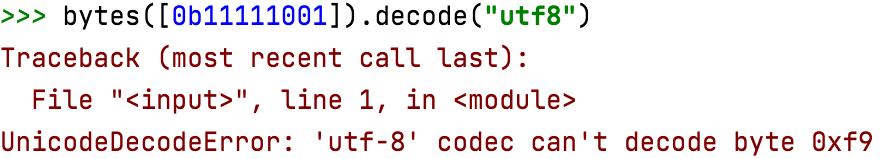 >>> bytes([0b11111001]).decode("utf8")
Traceback (most recent call last):
  File "<input>", line 1, in <module>
UnicodeDecodeError: 'utf-8' codec can't decode byte 0xf9